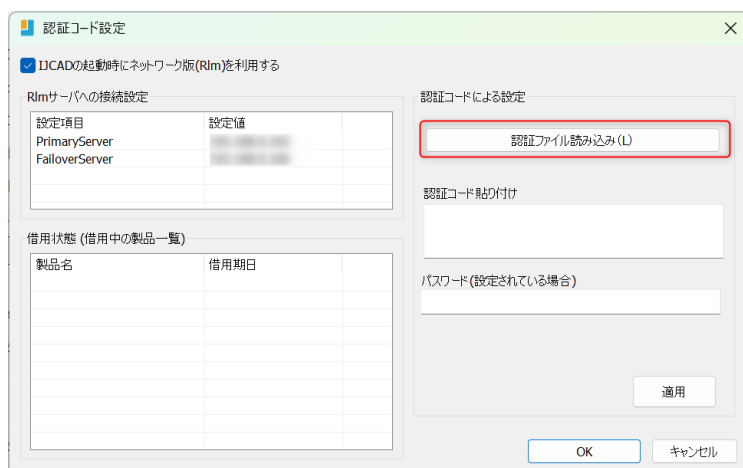 認証コード設定
IJCADの起動時にネットワーク版(Rlm)を利用する
Rlmサーバへの接続設定
設定項目 設定値
PrimaryServer
FailoverServer
借用状態 (借用中の製品一覧)
製品名 借用期日
認証コードによる設定
認証ファイル読み込み(L)
認証コード貼り付け
パスワード(設定されている場合)
適用
OK キャンセル